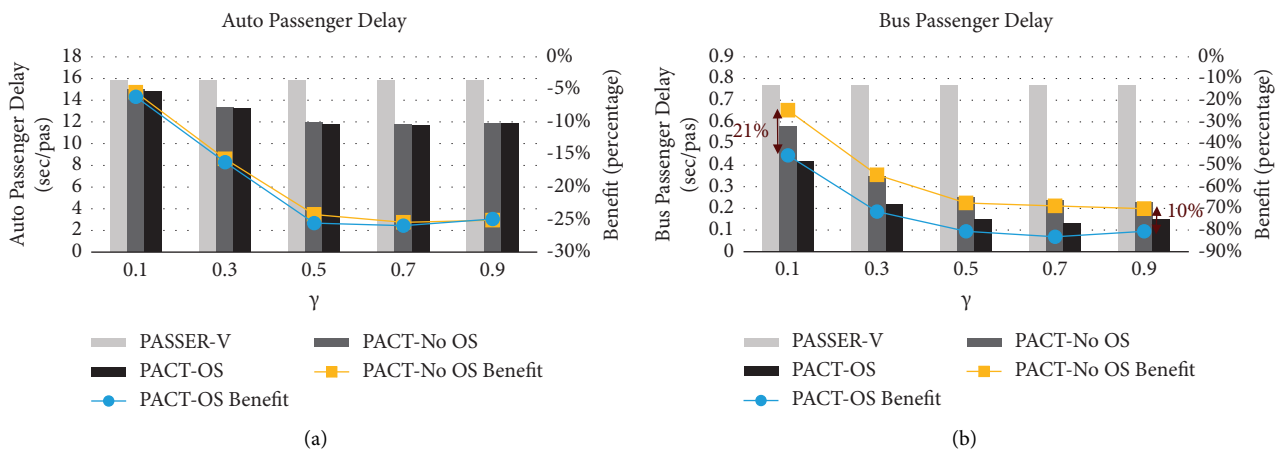 Auto Passenger Delay
18
16
14
12
10
8
6
4
2
0
Auto Passenger Delay
(sec/pas)
0%
-5%
-10%
-15%
-20%
-25%
-30%
Benefit (percentage)
0.1 0.3 0.5 0.7 0.9
γ
PASSER-V
PACT-No OS
PACT-OS
PACT-No OS Benefit
PACT-OS Benefit
(a)
Bus Passenger Delay
0.9
0.8
0.7
0.6
0.5
0.4
0.3
0.2
0.1
0
Bus Passenger Delay
(sec/pas)
-21%
10%
0%
-10%
-20%
-30%
-40%
-50%
-60%
-70%
-80%
-90%
Benefit (percentage)
0.1 0.3 0.5 0.7 0.9
γ
PASSER-V
PACT-No OS
PACT-OS
PACT-No OS Benefit
PACT-OS Benefit
(b)